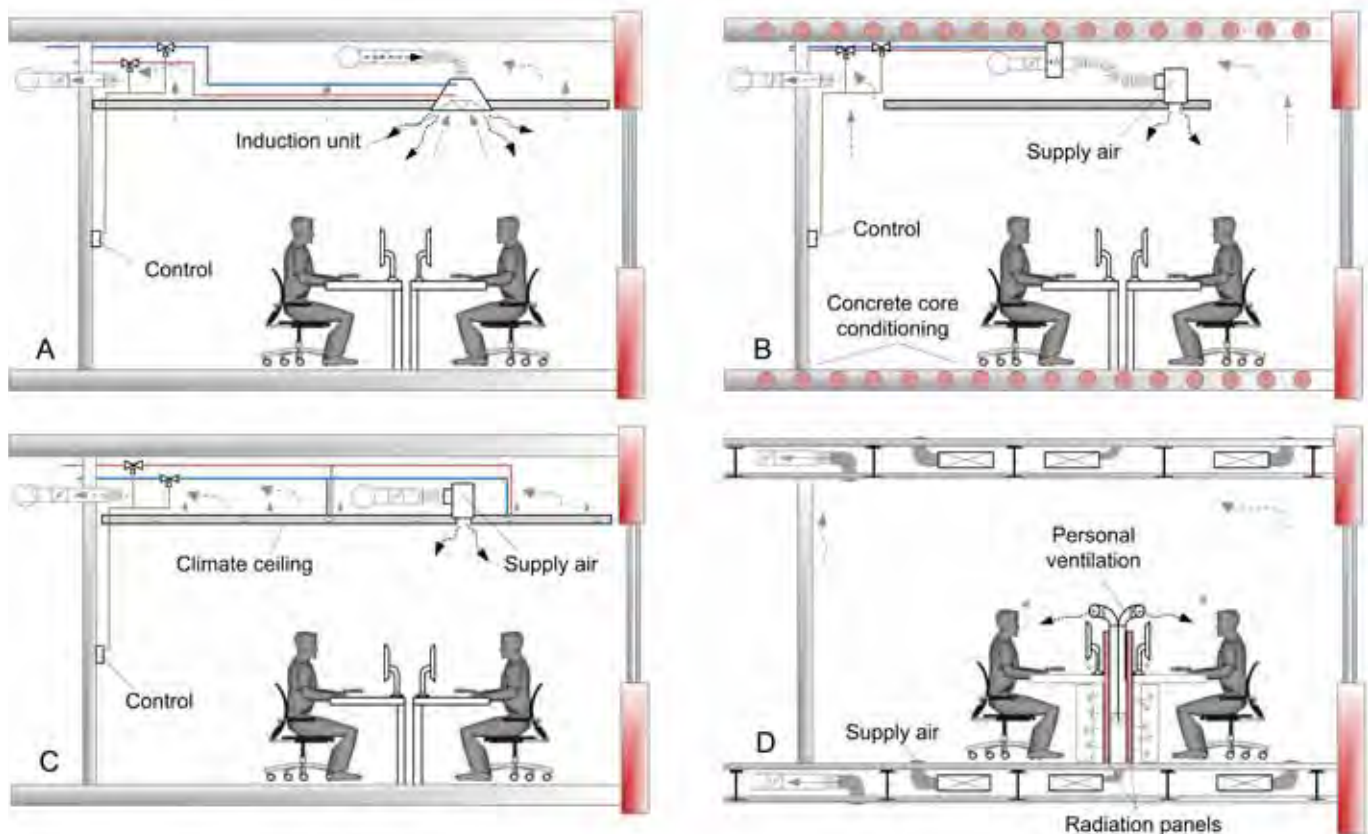 Induction unit
Control
A
Supply air
Control
Concrete core
conditioning
B
Climate ceiling
Supply air
Control
C
Personal
ventilation
Supply air
D
Radiation panels